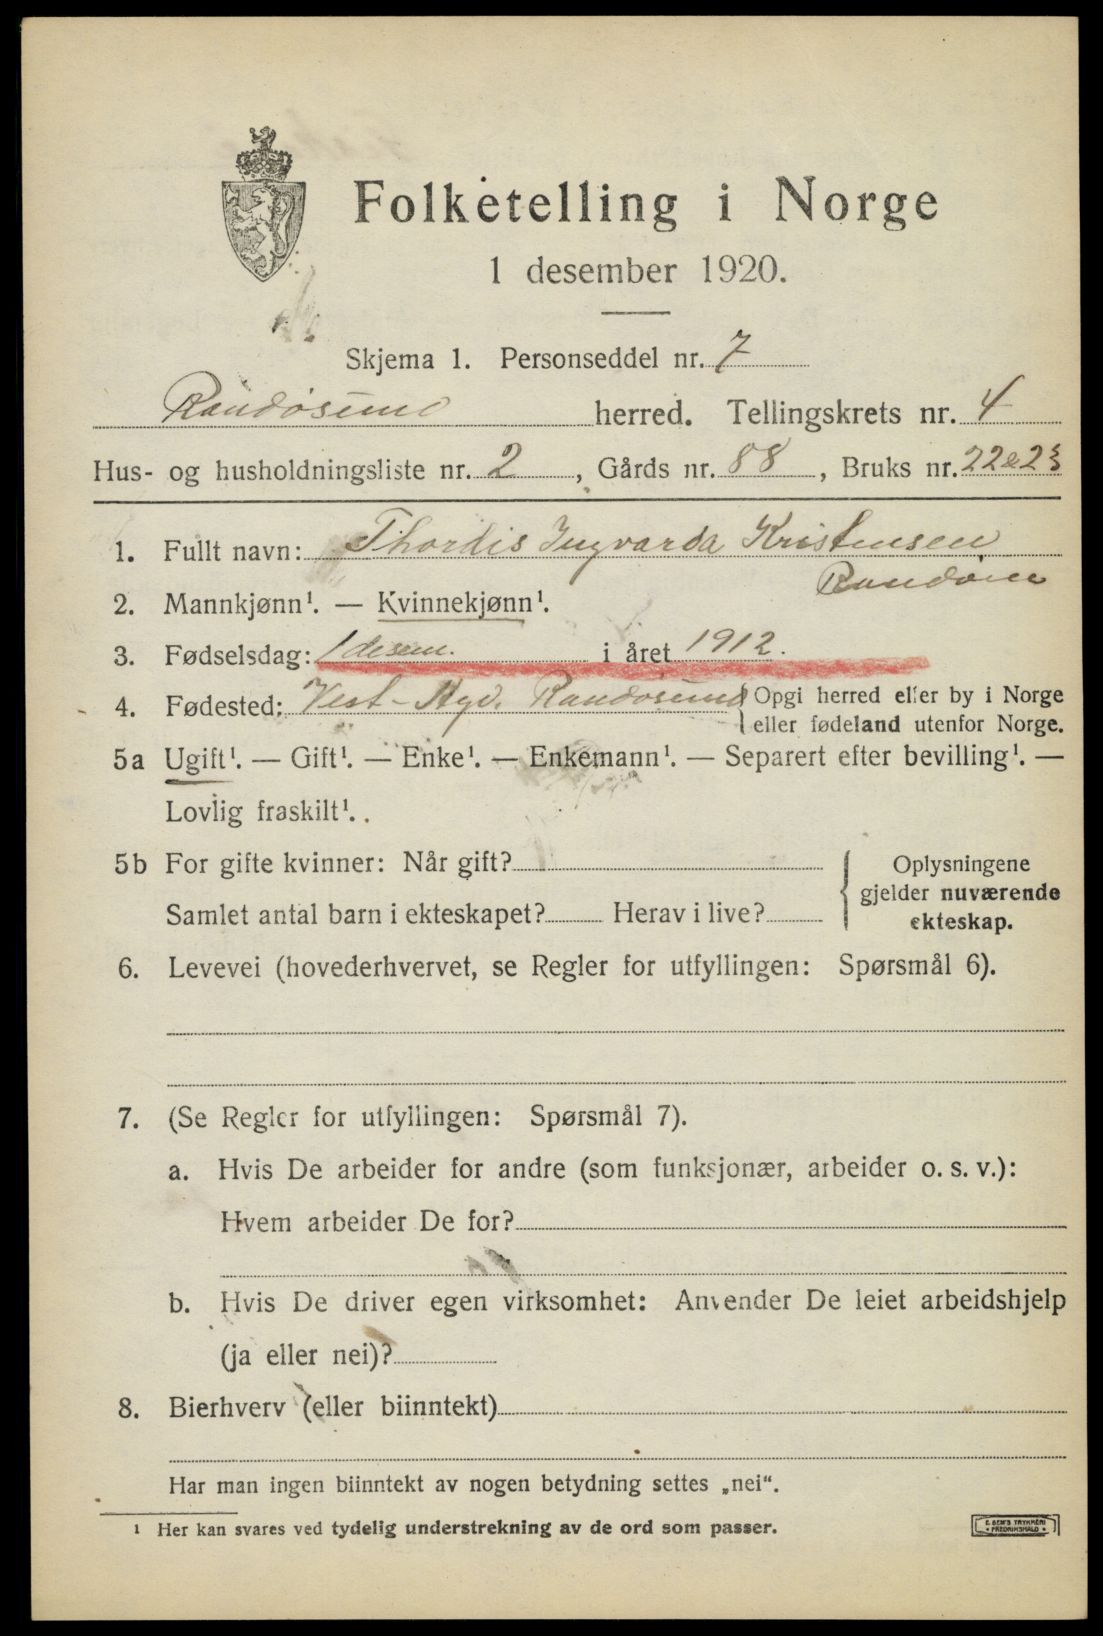 Folketelling i Norge
1 desember 1920.
Skjema 1. Personseddel nr. 7
Randøsund herred. Tellingskrets nr. 4
Hus- og husholdningsliste nr. 2, Gårds nr. 88, Bruks nr. 22 & 23
1. Fullt navn: Thordis Ingvarda Kristensen
Randøen
2. Mannkjønn¹. — Kvinnekjønn¹.
3. Fødselsdag: 1 desem. i året 1912.
4. Fødested: Vest-Agd. Randøsund { Opgi herred eller by i Norge
eller fødeland utenfor Norge.
5a Ugift¹. — Gift¹. — Enke¹. — Enkemann¹. — Separert efter bevilling¹. —
Lovlig fraskilt¹.
5b For gifte kvinner: Når gift?
Samlet antal barn i ekteskapet? Herav i live?
{ Oplysningene
gjelder nuværende
ekteskap.
6. Levevei (hovederhvervet, se Regler for utfyllingen: Spørsmål 6).
7. (Se Regler for utfyllingen: Spørsmål 7).
a. Hvis De arbeider for andre (som funksjonær, arbeider o. s. v.):
Hvem arbeider De for?
b. Hvis De driver egen virksomhet: Anvender De leiet arbeidshjelp
(ja eller nei)?
8. Bierhverv (eller biinntekt)
Har man ingen biinntekt av nogen betydning settes „nei“.
¹ Her kan svares ved tydelig understrekning av de ord som passer.
E. SEM'S TRYKKERI
FREDRIKSHALD